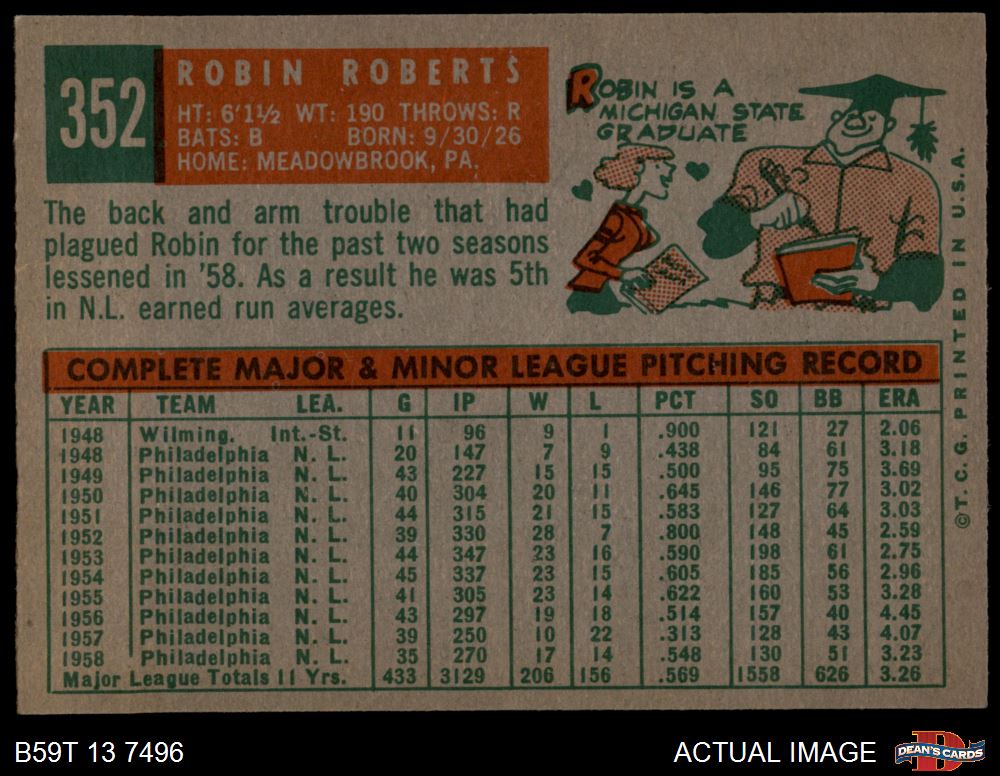 352
ROBIN ROBERTS
HT: 6'1½ WT: 190 THROWS: R
BATS: B BORN: 9/30/26
HOME: MEADOWBROOK, PA.
ROBIN IS A
MICHIGAN STATE
GRADUATE
The back and arm trouble that had
plagued Robin for the past two seasons
lessened in '58. As a result he was 5th
in N.L. earned run averages.
COMPLETE MAJOR & MINOR LEAGUE PITCHING RECORD
YEAR TEAM LEA. G IP W L PCT SO BB ERA
1948 Wilming. Int.-St. 11 96 9 1 .900 121 27 2.06
1948 Philadelphia N. L. 20 147 7 9 .438 84 61 3.18
1949 Philadelphia N. L. 43 227 15 15 .500 95 75 3.69
1950 Philadelphia N. L. 40 304 20 11 .645 146 77 3.02
1951 Philadelphia N. L. 44 315 21 15 .583 127 64 3.03
1952 Philadelphia N. L. 39 330 28 7 .800 148 45 2.59
1953 Philadelphia N. L. 44 347 23 16 .590 198 61 2.75
1954 Philadelphia N. L. 45 337 23 15 .605 185 56 2.96
1955 Philadelphia N. L. 41 305 23 14 .622 160 53 3.28
1956 Philadelphia N. L. 43 297 19 18 .514 157 40 4.45
1957 Philadelphia N. L. 39 250 10 22 .313 128 43 4.07
1958 Philadelphia N. L. 35 270 17 14 .548 130 51 3.23
Major League Totals 11 Yrs. 433 3129 206 156 .569 1558 626 3.26
©T.C.G. PRINTED IN U.S.A.
B59T 13 7496
ACTUAL IMAGE
DEAN'S CARDS